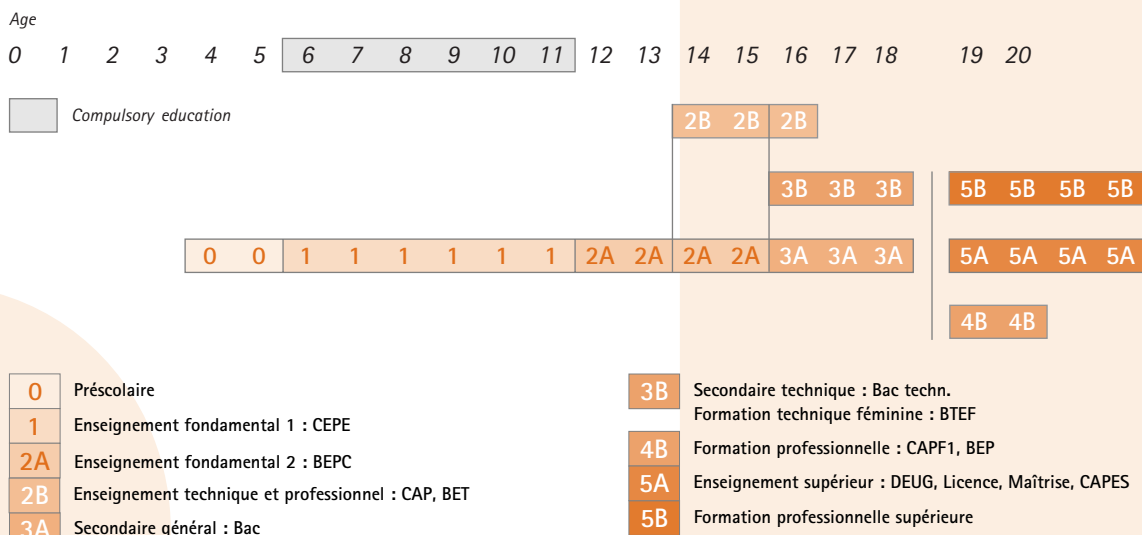 Age
0 1 2 3 4 5 6 7 8 9 10 11 12 13 14 15 16 17 18 19 20
Compulsory education
2B 2B 2B
3B 3B 3B 5B 5B 5B 5B
0 0 1 1 1 1 1 1 2A 2A 2A 2A 3A 3A 3A 5A 5A 5A 5A
4B 4B
0 Préscolaire
1 Enseignement fondamental 1 : CEPE
2A Enseignement fondamental 2 : BEPC
2B Enseignement technique et professionnel : CAP, BET
3A Secondaire général : Bac
3B Secondaire technique : Bac techn.
Formation technique féminine : BTEF
4B Formation professionnelle : CAPF1, BEP
5A Enseignement supérieur : DEUG, Licence, Maîtrise, CAPES
5B Formation professionnelle supérieure